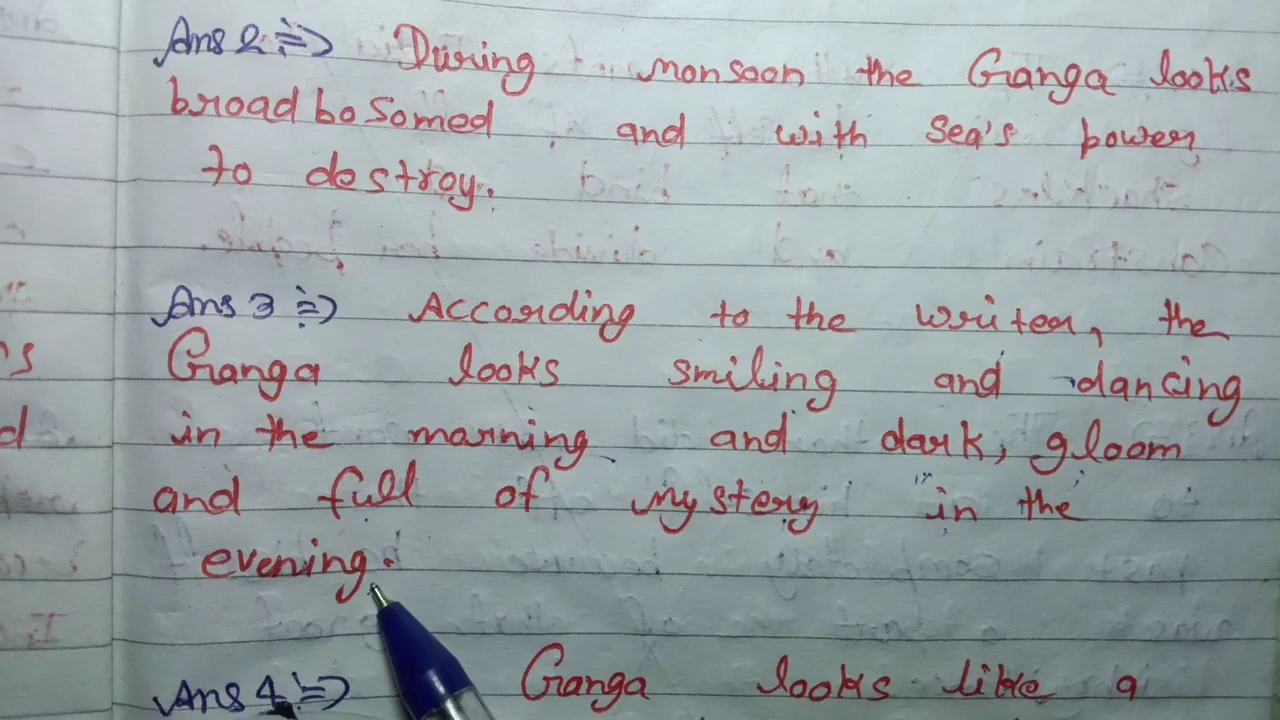 Ans 2 ⇒ During monsoon the Ganga looks
broad bosomed, and with sea's power
to destroy.
Ans 3 ⇒ According to the writer, the
Ganga looks smiling and dancing
in the marning and dark, gloom
and full of mystery in the
evening.
Ans 4 ⇒ Ganga looks like a